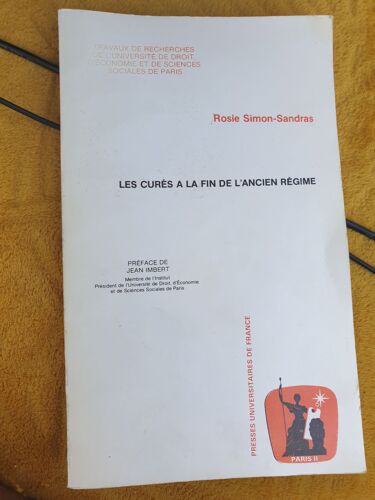 TRAVAUX DE RECHERCHES
DE L'UNIVERSITÉ DE DROIT,
D'ÉCONOMIE ET DE SCIENCES
SOCIALES DE PARIS
Rosie Simon-Sandras
LES CURÉS A LA FIN DE L'ANCIEN RÉGIME
PRÉFACE DE
JEAN IMBERT
Membre de l'Institut
Président de l'Université de Droit, d'Économie
et de Sciences Sociales de Paris
PRESSES UNIVERSITAIRES DE FRANCE
PARIS II